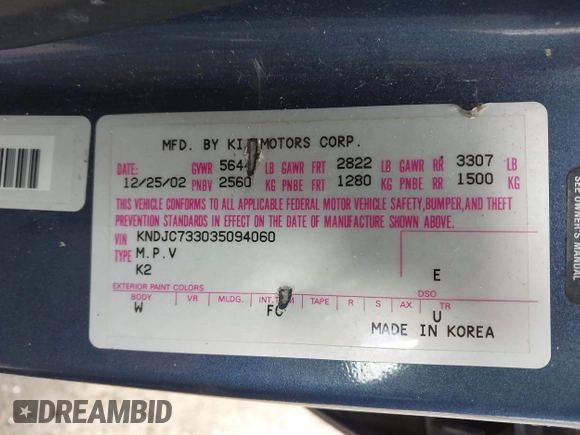 MFD. BY KIA MOTORS CORP.
DATE: GVWR 564 LB GAWR FRT 2822 LB GAWR RR 3307 LB
12/25/02 PNBV 2560 KG PNBE FRT 1280 KG PNBE RR 1500 KG
THIS VEHICLE CONFORMS TO ALL APPLICABLE FEDERAL MOTOR VEHICLE SAFETY, BUMPER, AND THEFT
PREVENTION STANDARDS IN EFFECT ON THE DATE OF MANUFACTURE SHOWN ABOVE.
VIN KNDJC733035094060
TYPE M.P.V
K2 E
EXTERIOR PAINT COLORS DSO
BODY VR MLDG. INT.TRIM TAPE R S AX TR
W FC U
MADE IN KOREA
SEE OWNER'S MANUAL
DREAMBID